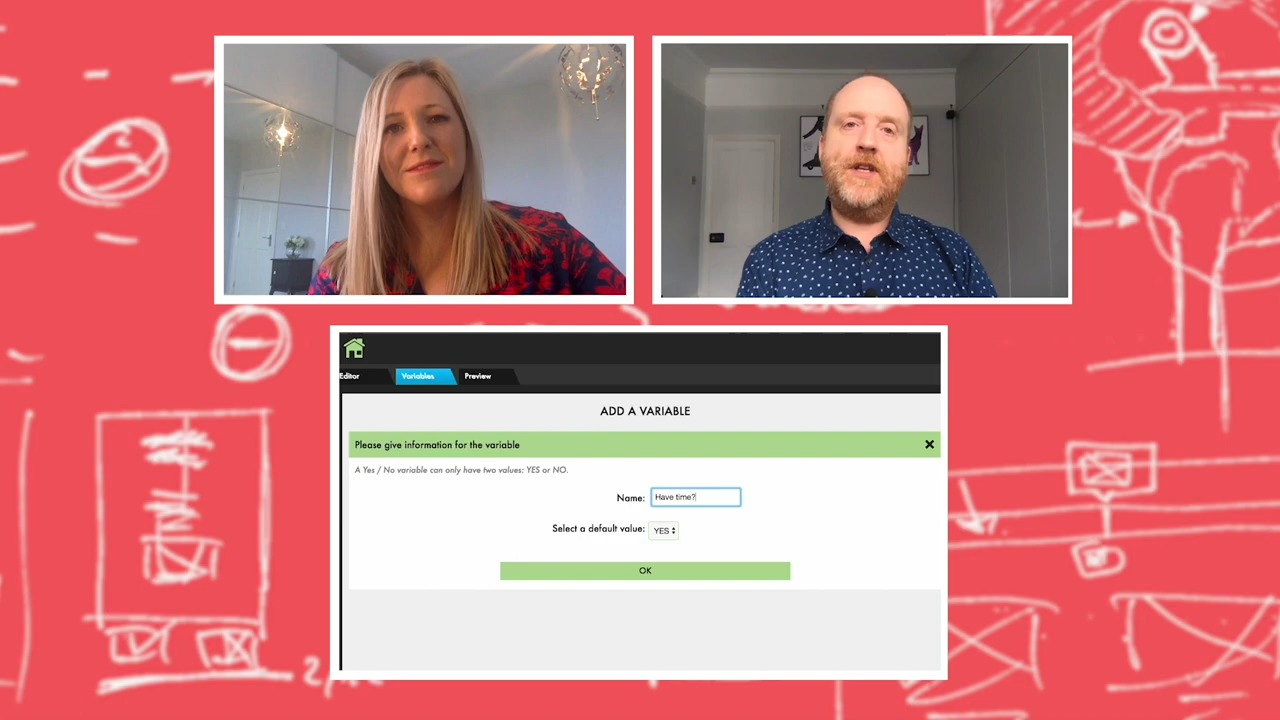 Editor
Variables
Preview
ADD A VARIABLE
Please give information for the variable
A Yes / No variable can only have two values: YES or NO.
Name: Have time?
Select a default value: YES
OK